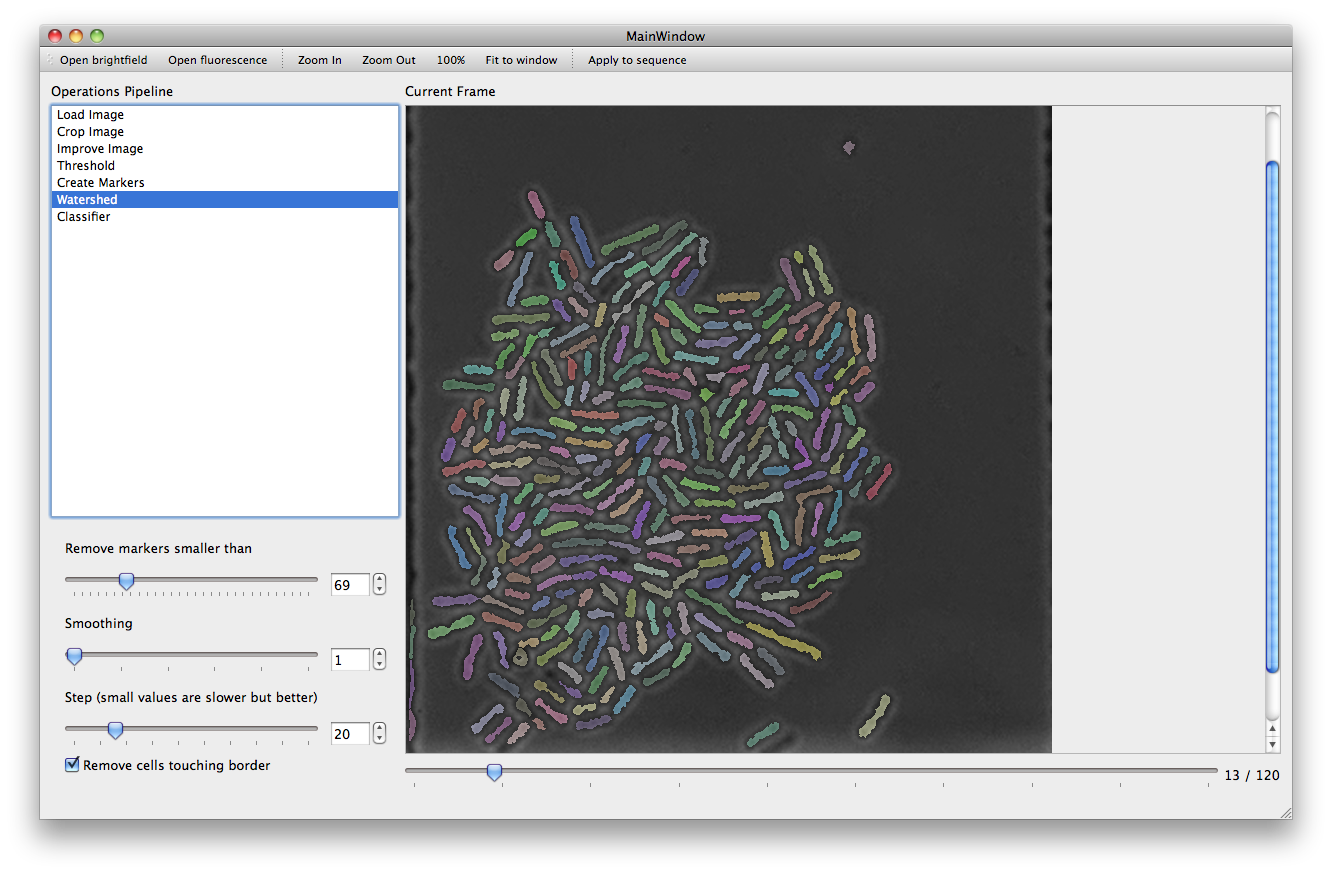 MainWindow
Open brightfield Open fluorescence Zoom In Zoom Out 100% Fit to window Apply to sequence
Operations Pipeline
Load Image
Crop Image
Improve Image
Threshold
Create Markers
Watershed
Classifier
Remove markers smaller than
69
Smoothing
1
Step (small values are slower but better)
20
Remove cells touching border
Current Frame
13 / 120